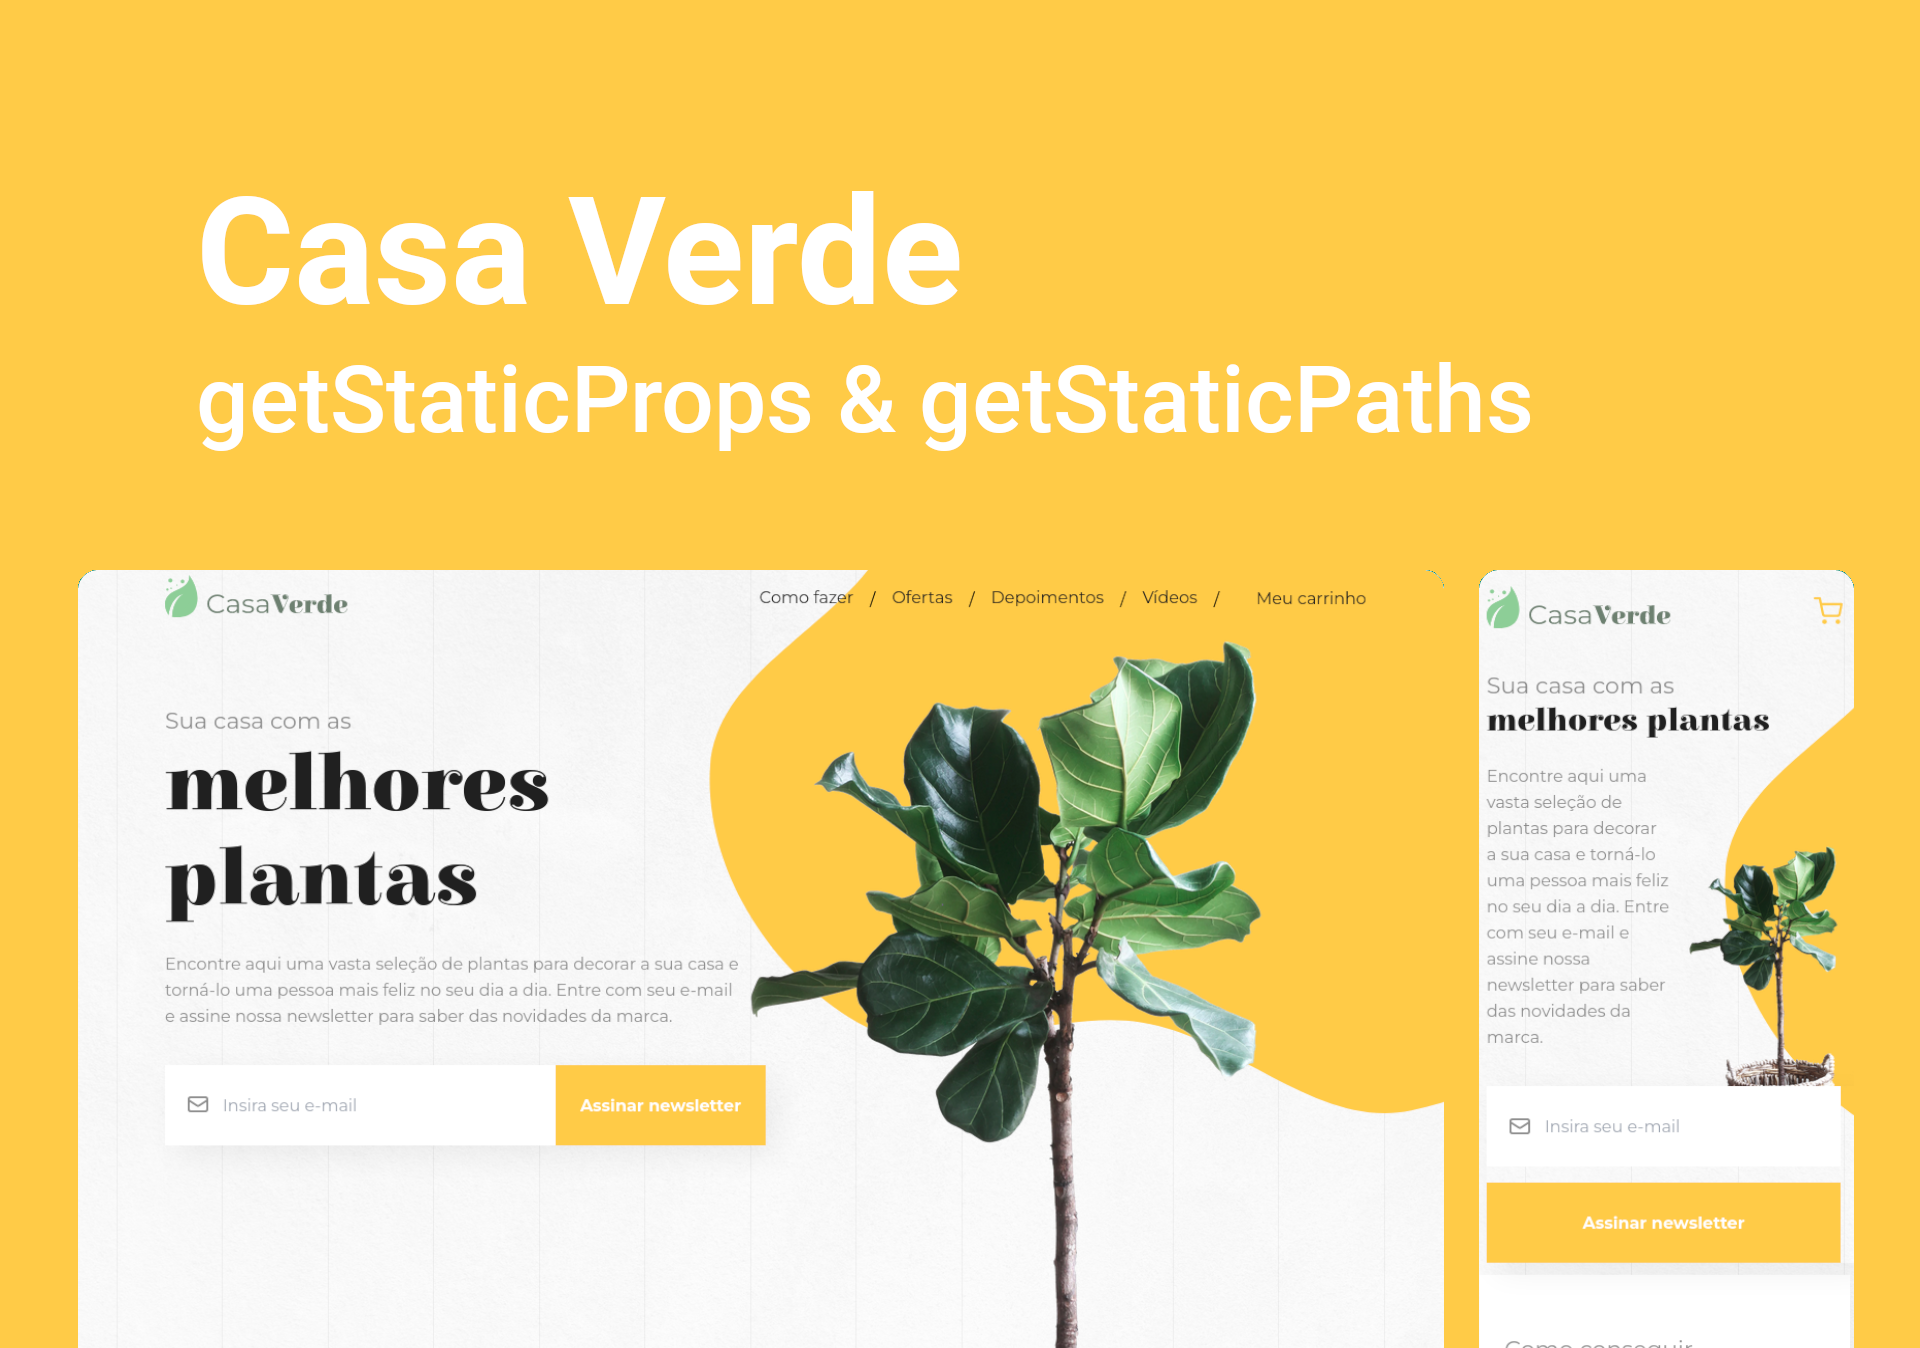 Casa Verde
getStaticProps & getStaticPaths
CasaVerde
Como fazer / Ofertas / Depoimentos / Vídeos / Meu carrinho
Sua casa com as
melhores
plantas
Encontre aqui uma vasta seleção de plantas para decorar a sua casa e
torná-lo uma pessoa mais feliz no seu dia a dia. Entre com seu e-mail
e assine nossa newsletter para saber das novidades da marca.
Insira seu e-mail
Assinar newsletter
CasaVerde
Sua casa com as
melhores plantas
Encontre aqui uma
vasta seleção de
plantas para decorar
a sua casa e torná-lo
uma pessoa mais feliz
no seu dia a dia. Entre
com seu e-mail e
assine nossa
newsletter para saber
das novidades da
marca.
Insira seu e-mail
Assinar newsletter
Como conseguir